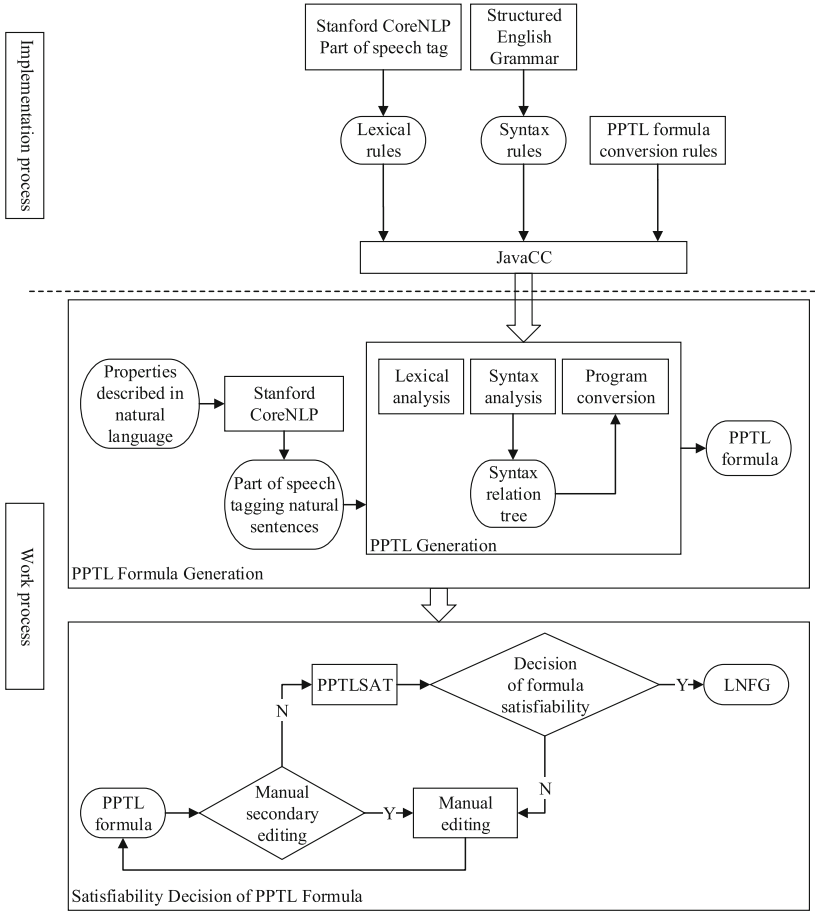 Implementation process
Stanford CoreNLP
Part of speech tag
Structured
English
Grammar
Lexical
rules
Syntax
rules
PPTL formula
conversion rules
JavaCC
Work process
Properties
described in
natural
language
Stanford
CoreNLP
Part of speech
tagging natural
sentences
Lexical
analysis
Syntax
analysis
Program
conversion
Syntax
relation
tree
PPTL Generation
PPTL
formula
PPTL Formula Generation
PPTLSAT
Decision
of formula
satisfiability
Y
LNFG
N
N
PPTL
formula
Manual
secondary
editing
Y
Manual
editing
Satisfiability Decision of PPTL Formula